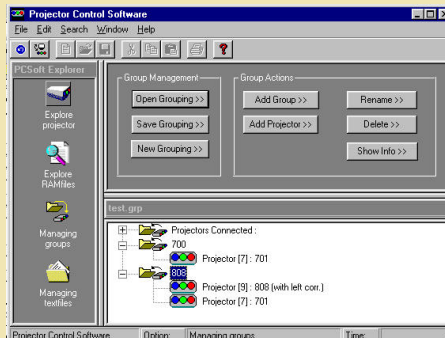 Projector Control Software
File Edit Search Window Help
PCSoft Explorer
Explore
projector
Explore
RAMfiles
Managing
groups
Managing
textfiles
Group Management
Open Grouping >>
Save Grouping >>
New Grouping >>
Group Actions
Add Group >>
Rename >>
Add Projector >>
Delete >>
Show Info >>
test.grp
Projectors Connected :
700
Projector [7] : 701
808
Projector [9] : 808 (with left corr.)
Projector [7] : 701
Projector Control Software Option: Managing groups Time: